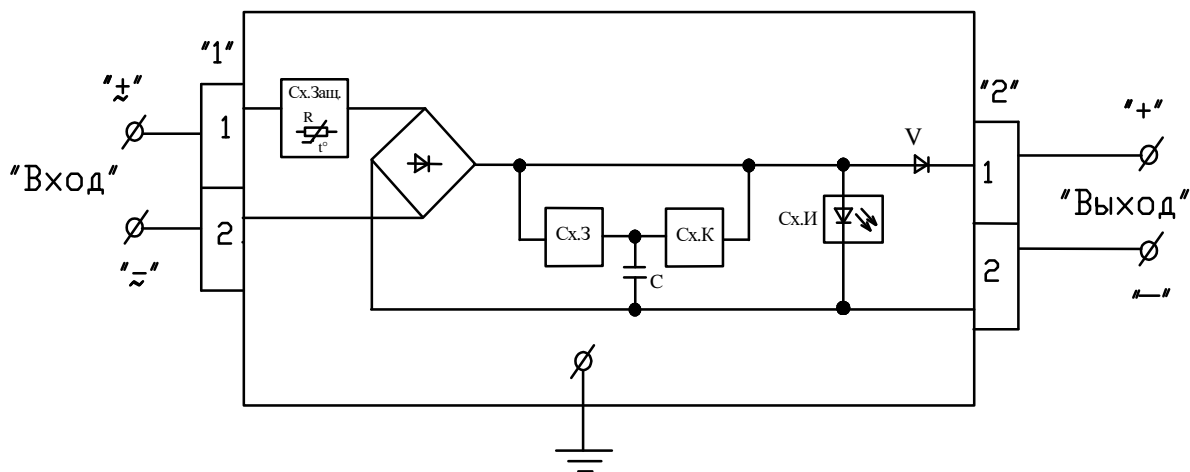 "1"
"±"
~
1
"Вход"
2
"−"
~
Сх.Защ.
R
t°
Сх.З
Сх.К
C
Сх.И
V
"2"
"+"
1
"Выход"
2
"—"